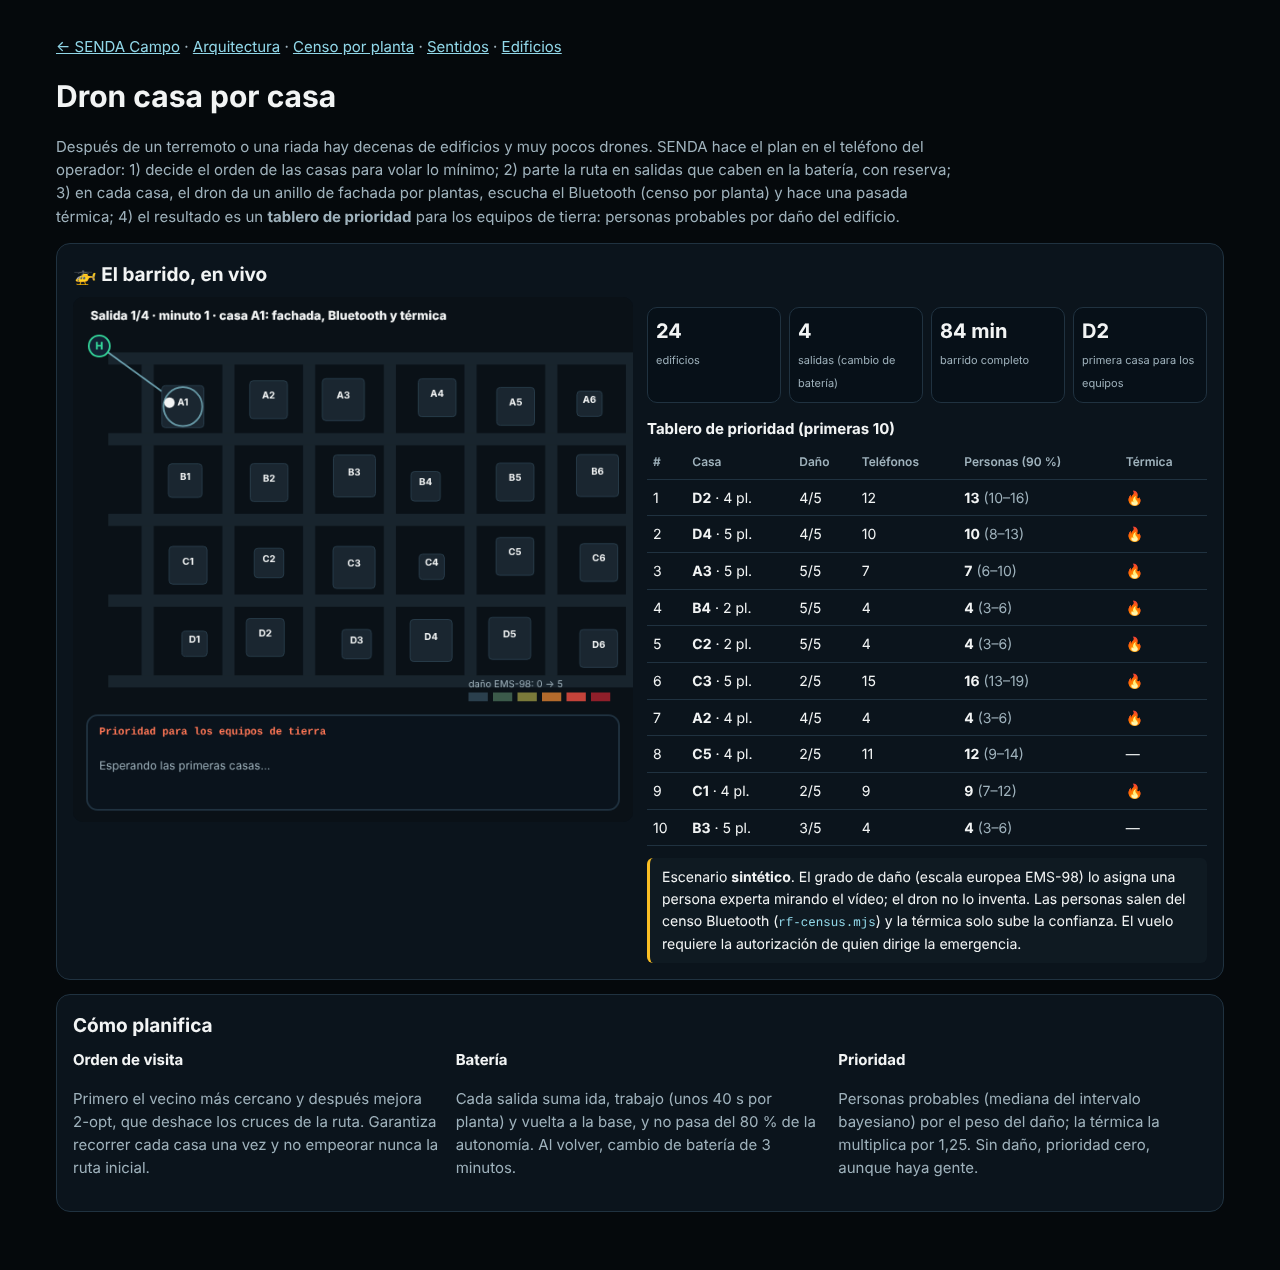 ← SENDA Campo · Arquitectura · Censo por planta · Sentidos · Edificios
Dron casa por casa
Después de un terremoto o una riada hay decenas de edificios y muy pocos drones. SENDA hace el plan en el teléfono del
operador: 1) decide el orden de las casas para volar lo mínimo; 2) parte la ruta en salidas que caben en la batería, con reserva;
3) en cada casa, el dron da un anillo de fachada por plantas, escucha el Bluetooth (censo por planta) y hace una pasada
térmica; 4) el resultado es un tablero de prioridad para los equipos de tierra: personas probables por daño del edificio.
🚁 El barrido, en vivo
Salida 1/4 · minuto 1 · casa A1: fachada, Bluetooth y térmica
H
A1 A2 A3 A4 A5 A6
B1 B2 B3 B4 B5 B6
C1 C2 C3 C4 C5 C6
D1 D2 D3 D4 D5 D6
daño EMS-98: 0 → 5
Prioridad para los equipos de tierra
Esperando las primeras casas...
24
edificios
4
salidas (cambio de
batería)
84 min
barrido completo
D2
primera casa para los
equipos
Tablero de prioridad (primeras 10)
# Casa Daño Teléfonos Personas (90 %) Térmica
1 D2 · 4 pl. 4/5 12 13 (10–16) 🔥
2 D4 · 5 pl. 4/5 10 10 (8–13) 🔥
3 A3 · 5 pl. 5/5 7 7 (6–10) 🔥
4 B4 · 2 pl. 5/5 4 4 (3–6) 🔥
5 C2 · 2 pl. 5/5 4 4 (3–6) 🔥
6 C3 · 5 pl. 2/5 15 16 (13–19) 🔥
7 A2 · 4 pl. 4/5 4 4 (3–6) 🔥
8 C5 · 4 pl. 2/5 11 12 (9–14) —
9 C1 · 4 pl. 2/5 9 9 (7–12) 🔥
10 B3 · 5 pl. 3/5 4 4 (3–6) —
Escenario sintético. El grado de daño (escala europea EMS-98) lo asigna una
persona experta mirando el vídeo; el dron no lo inventa. Las personas salen del
censo Bluetooth (rf-census.mjs) y la térmica solo sube la confianza. El vuelo
requiere la autorización de quien dirige la emergencia.
Cómo planifica
Orden de visita
Primero el vecino más cercano y después mejora
2-opt, que deshace los cruces de la ruta. Garantiza
recorrer cada casa una vez y no empeorar nunca la
ruta inicial.
Batería
Cada salida suma ida, trabajo (unos 40 s por
planta) y vuelta a la base, y no pasa del 80 % de la
autonomía. Al volver, cambio de batería de 3
minutos.
Prioridad
Personas probables (mediana del intervalo
bayesiano) por el peso del daño; la térmica la
multiplica por 1,25. Sin daño, prioridad cero,
aunque haya gente.